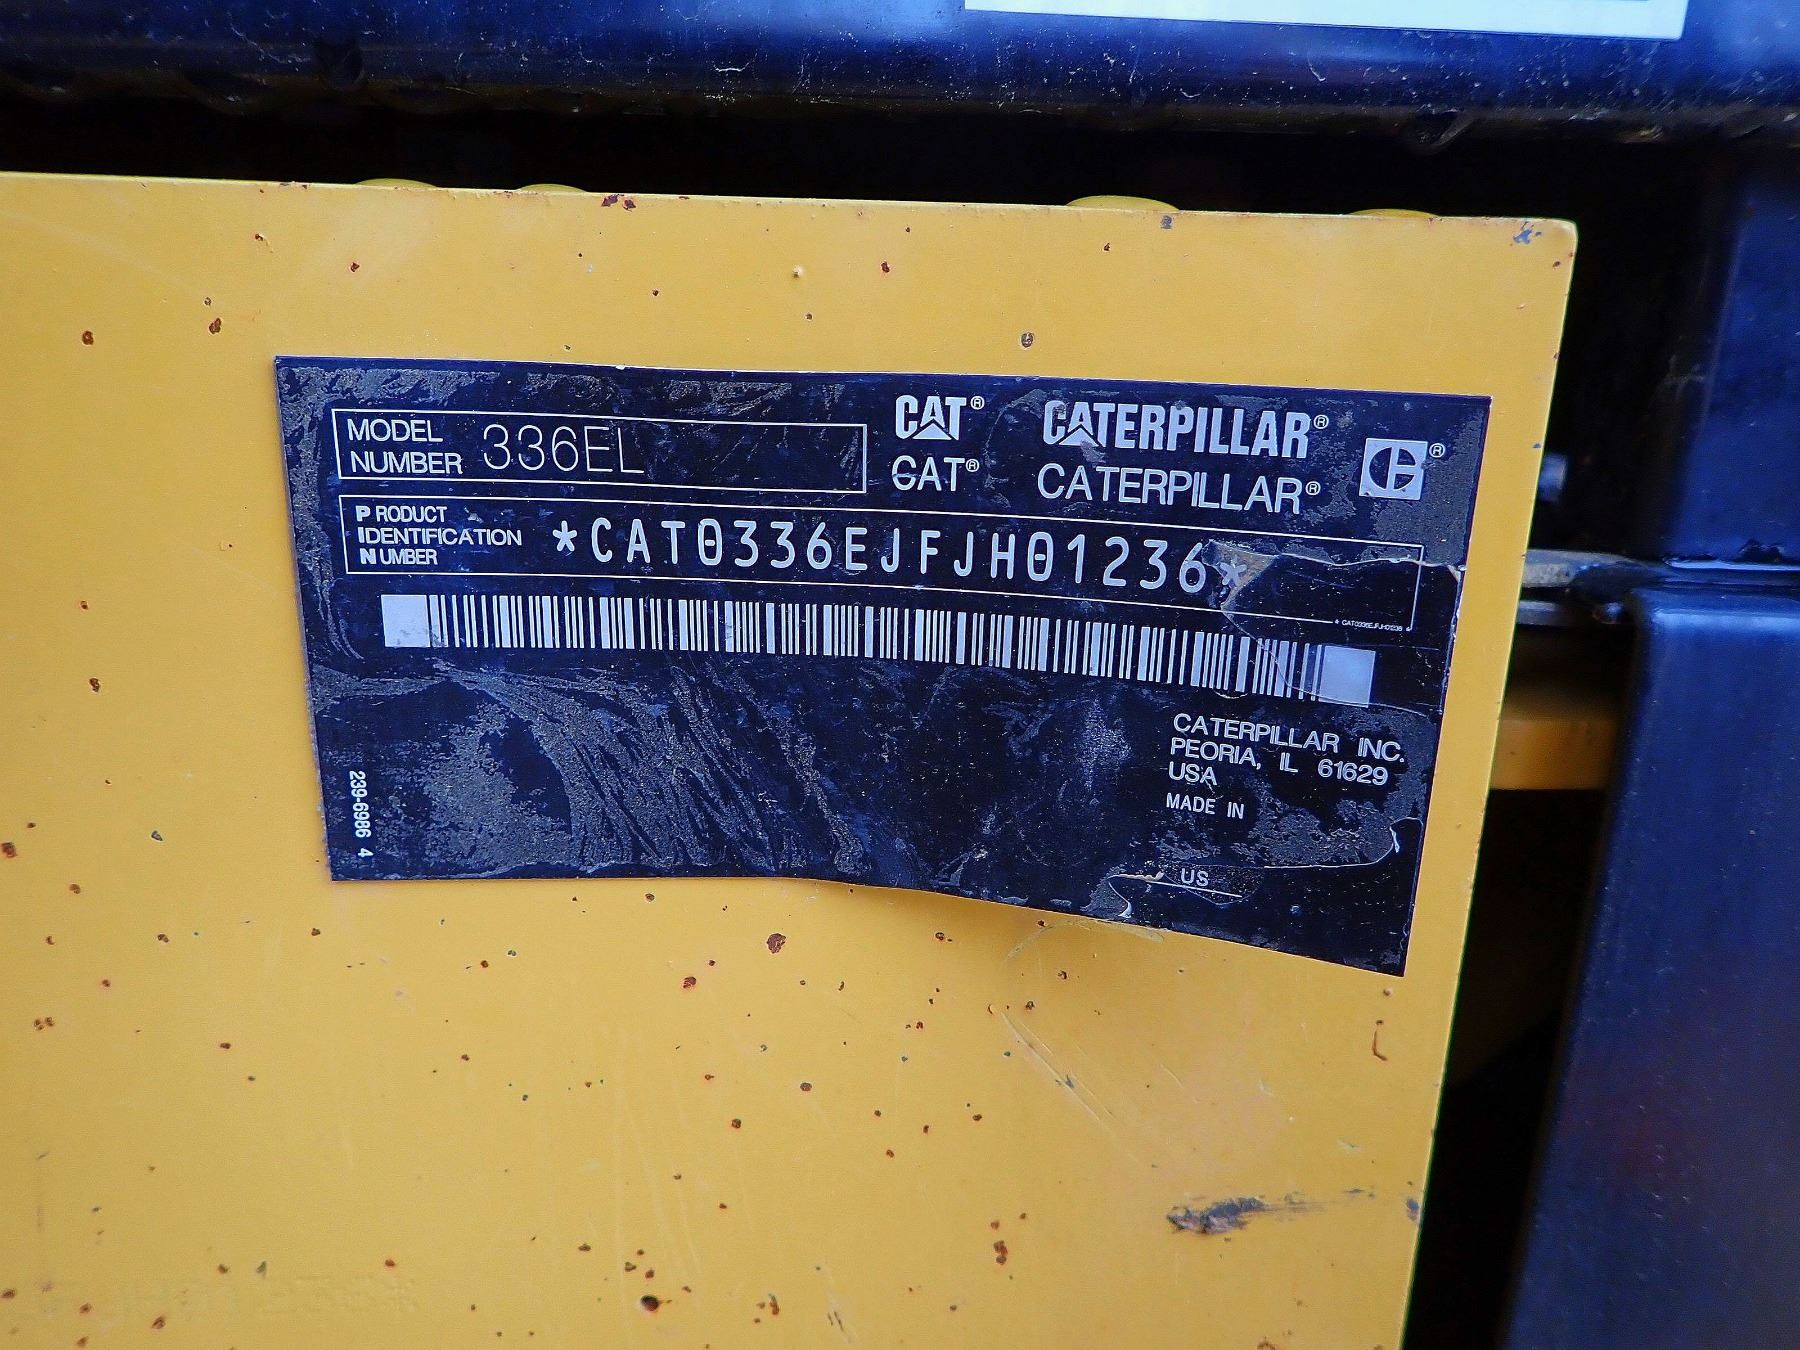 MODEL NUMBER 336EL
CAT® CATERPILLAR®
CAT® CATERPILLAR®
PRODUCT IDENTIFICATION NUMBER *CAT0336EJFJH01236*
* CAT0336EJFJH01236 *
CATERPILLAR INC.
PEORIA, IL 61629
USA
MADE IN
US
239-6986 4